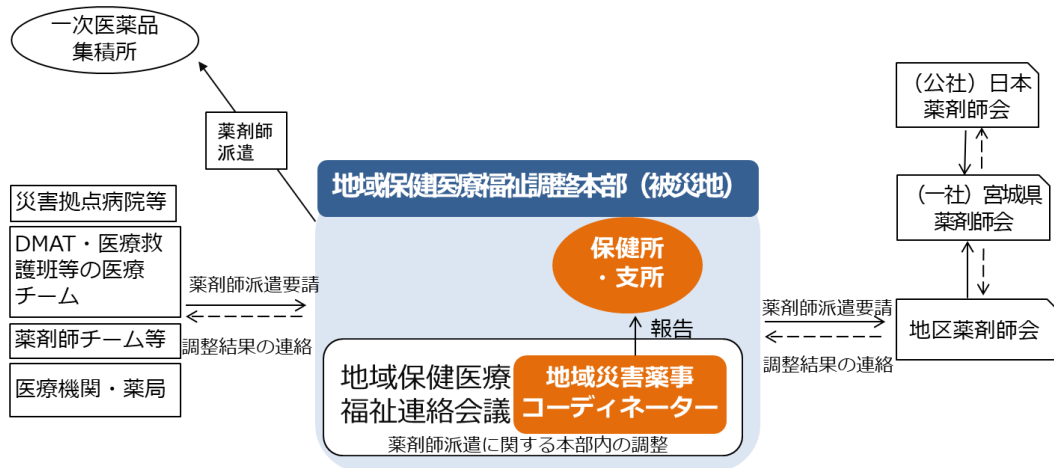 一次医薬品
集積所
薬剤師
派遣
災害拠点病院等
DMAT・医療救
護班等の医療
チーム
薬剤師チーム等
医療機関・薬局
薬剤師派遣要請
調整結果の連絡
地域保健医療福祉調整本部（被災地）
保健所
・支所
報告
地域保健医療
福祉連絡会議
地域災害薬事
コーディネーター
薬剤師派遣に関する本部内の調整
薬剤師派遣要請
調整結果の連絡
（公社）日本
薬剤師会
（一社）宮城県
薬剤師会
地区薬剤師会